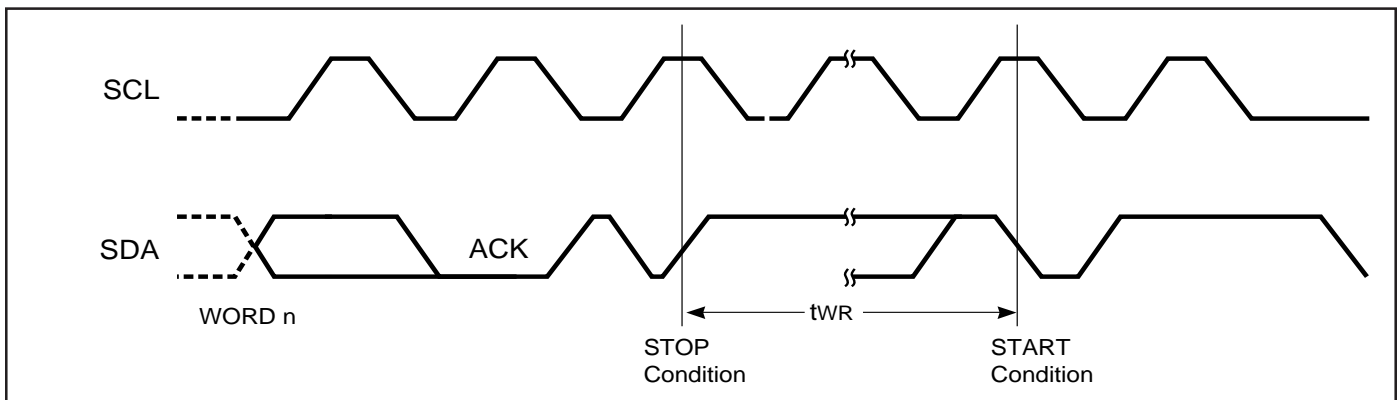 SCL
SDA
ACK
WORD n
tWR
STOP
Condition
START
Condition